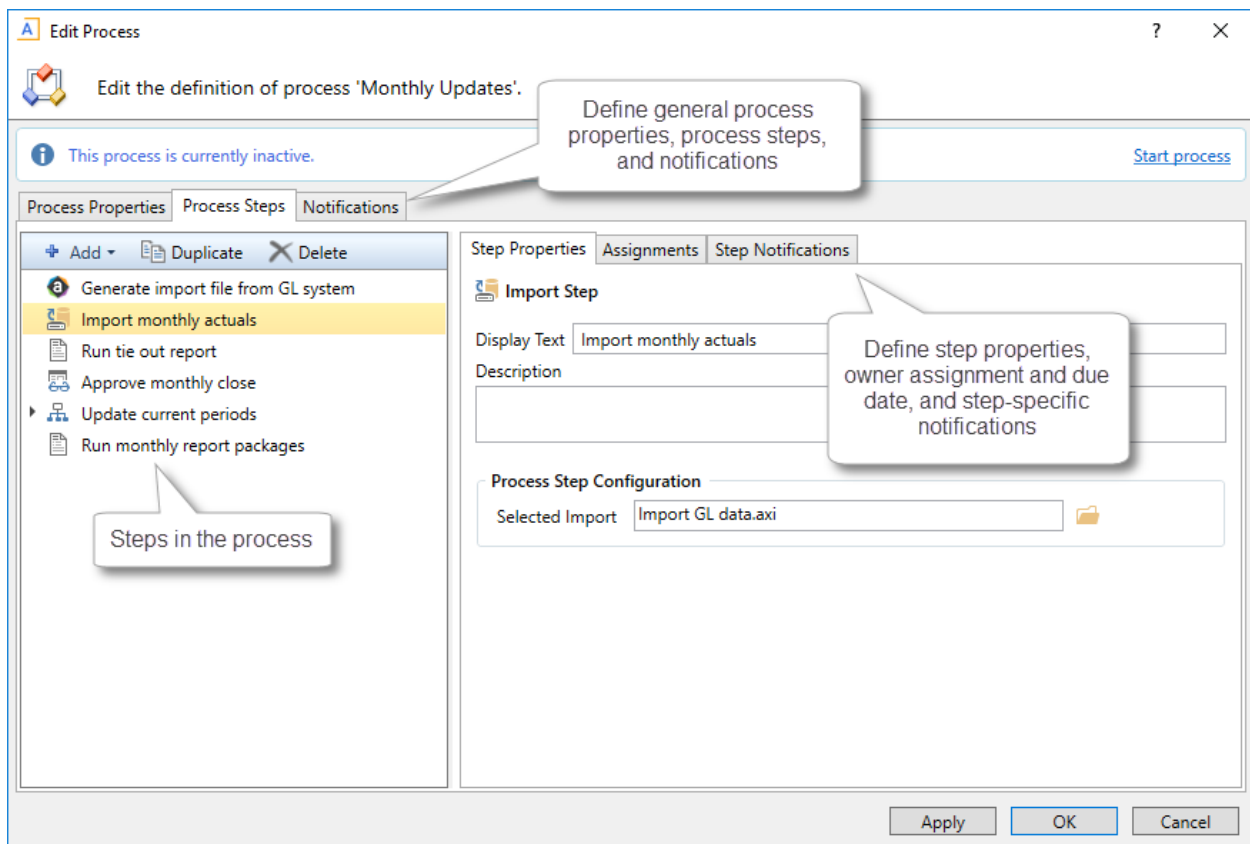 Edit Process
?
Edit the definition of process 'Monthly Updates'.
Define general process
properties, process steps,
and notifications
This process is currently inactive.
Start process
Process Properties
Process Steps
Notifications
Add
Duplicate
Delete
Generate import file from GL system
Import monthly actuals
Run tie out report
Approve monthly close
Update current periods
Run monthly report packages
Steps in the process
Step Properties
Assignments
Step Notifications
Import Step
Display Text
Import monthly actuals
Description
Define step properties,
owner assignment and due
date, and step-specific
notifications
Process Step Configuration
Selected Import
Import GL data.axi
Apply
OK
Cancel